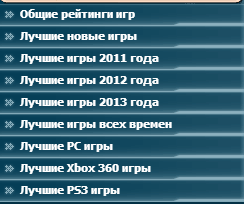 Общие рейтинги игр
Лучшие новые игры
Лучшие игры 2011 года
Лучшие игры 2012 года
Лучшие игры 2013 года
Лучшие игры всех времен
Лучшие PC игры
Лучшие Xbox 360 игры
Лучшие PS3 игры